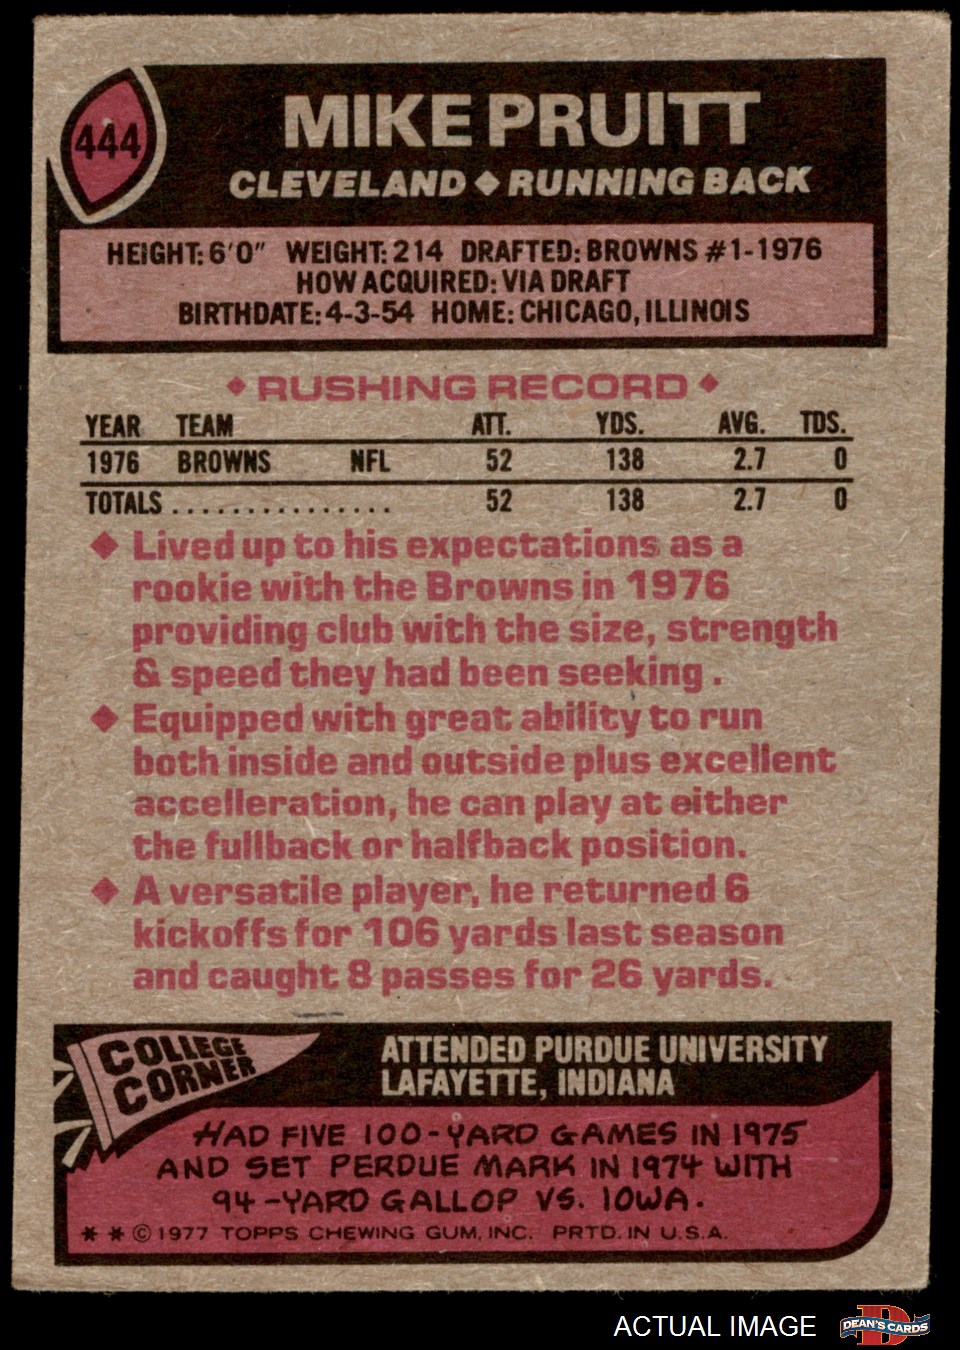 444
MIKE PRUITT
CLEVELAND ◆ RUNNING BACK
HEIGHT: 6'0" WEIGHT: 214 DRAFTED: BROWNS #1-1976
HOW ACQUIRED: VIA DRAFT
BIRTHDATE: 4-3-54 HOME: CHICAGO, ILLINOIS
◆ RUSHING RECORD ◆
YEAR TEAM ATT. YDS. AVG. TDS.
1976 BROWNS NFL 52 138 2.7 0
TOTALS ............... 52 138 2.7 0
◆ Lived up to his expectations as a
rookie with the Browns in 1976
providing club with the size, strength
& speed they had been seeking.
◆ Equipped with great ability to run
both inside and outside plus excellent
accelleration, he can play at either
the fullback or halfback position.
◆ A versatile player, he returned 6
kickoffs for 106 yards last season
and caught 8 passes for 26 yards.
COLLEGE
CORNER
ATTENDED PURDUE UNIVERSITY
LAFAYETTE, INDIANA
HAD FIVE 100-YARD GAMES IN 1975
AND SET PERDUE MARK IN 1974 WITH
94-YARD GALLOP VS. IOWA.
* * © 1977 TOPPS CHEWING GUM, INC. PRTD. IN U.S.A.
ACTUAL IMAGE
D
DEAN'S CARDS